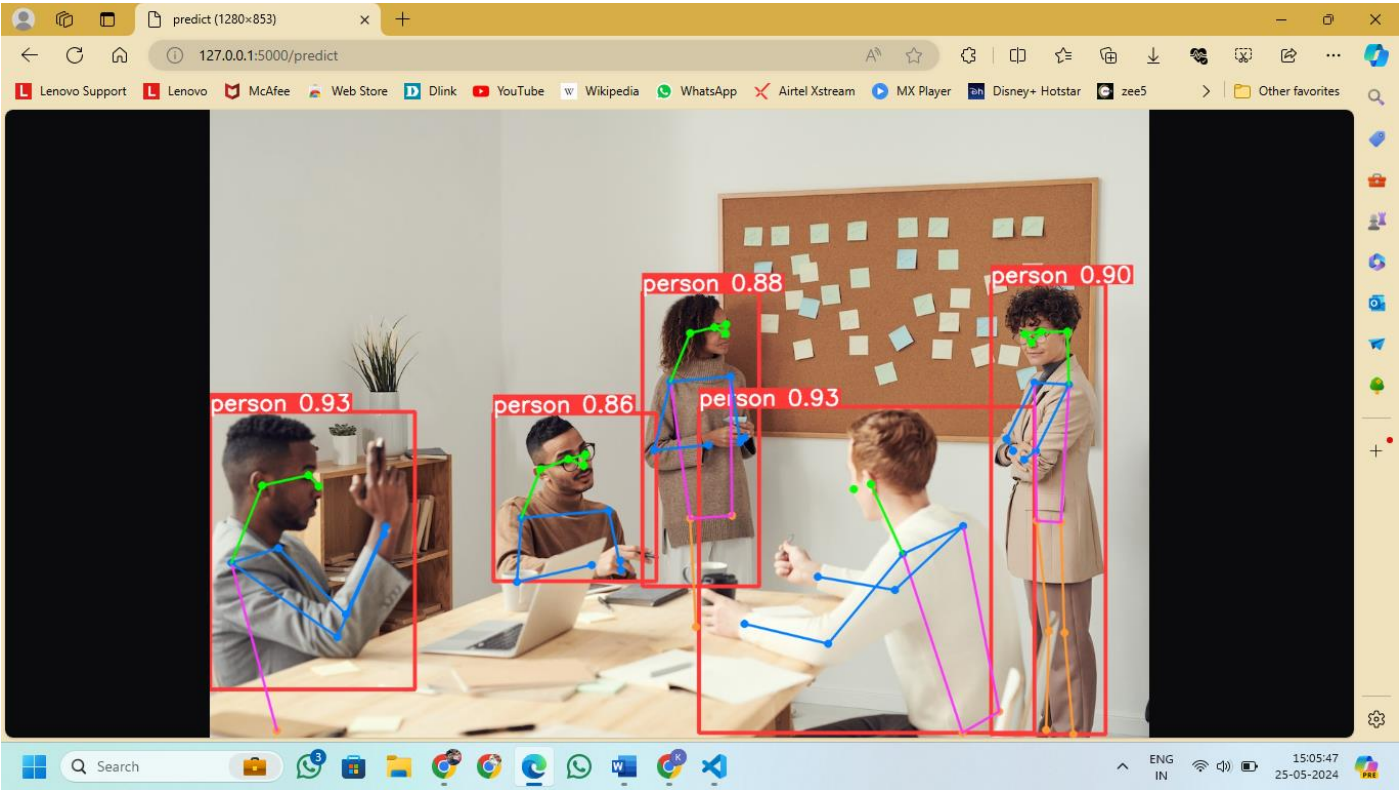 predict (1280×853)
127.0.0.1:5000/predict
Lenovo Support
Lenovo
McAfee
Web Store
Dlink
YouTube
Wikipedia
WhatsApp
Airtel Xstream
MX Player
Disney+ Hotstar
zee5
Other favorites
person 0.90
person 0.88
person 0.93
person 0.86
person 0.93
Search
3
K
PRE
ENG
IN
15:05:47
25-05-2024